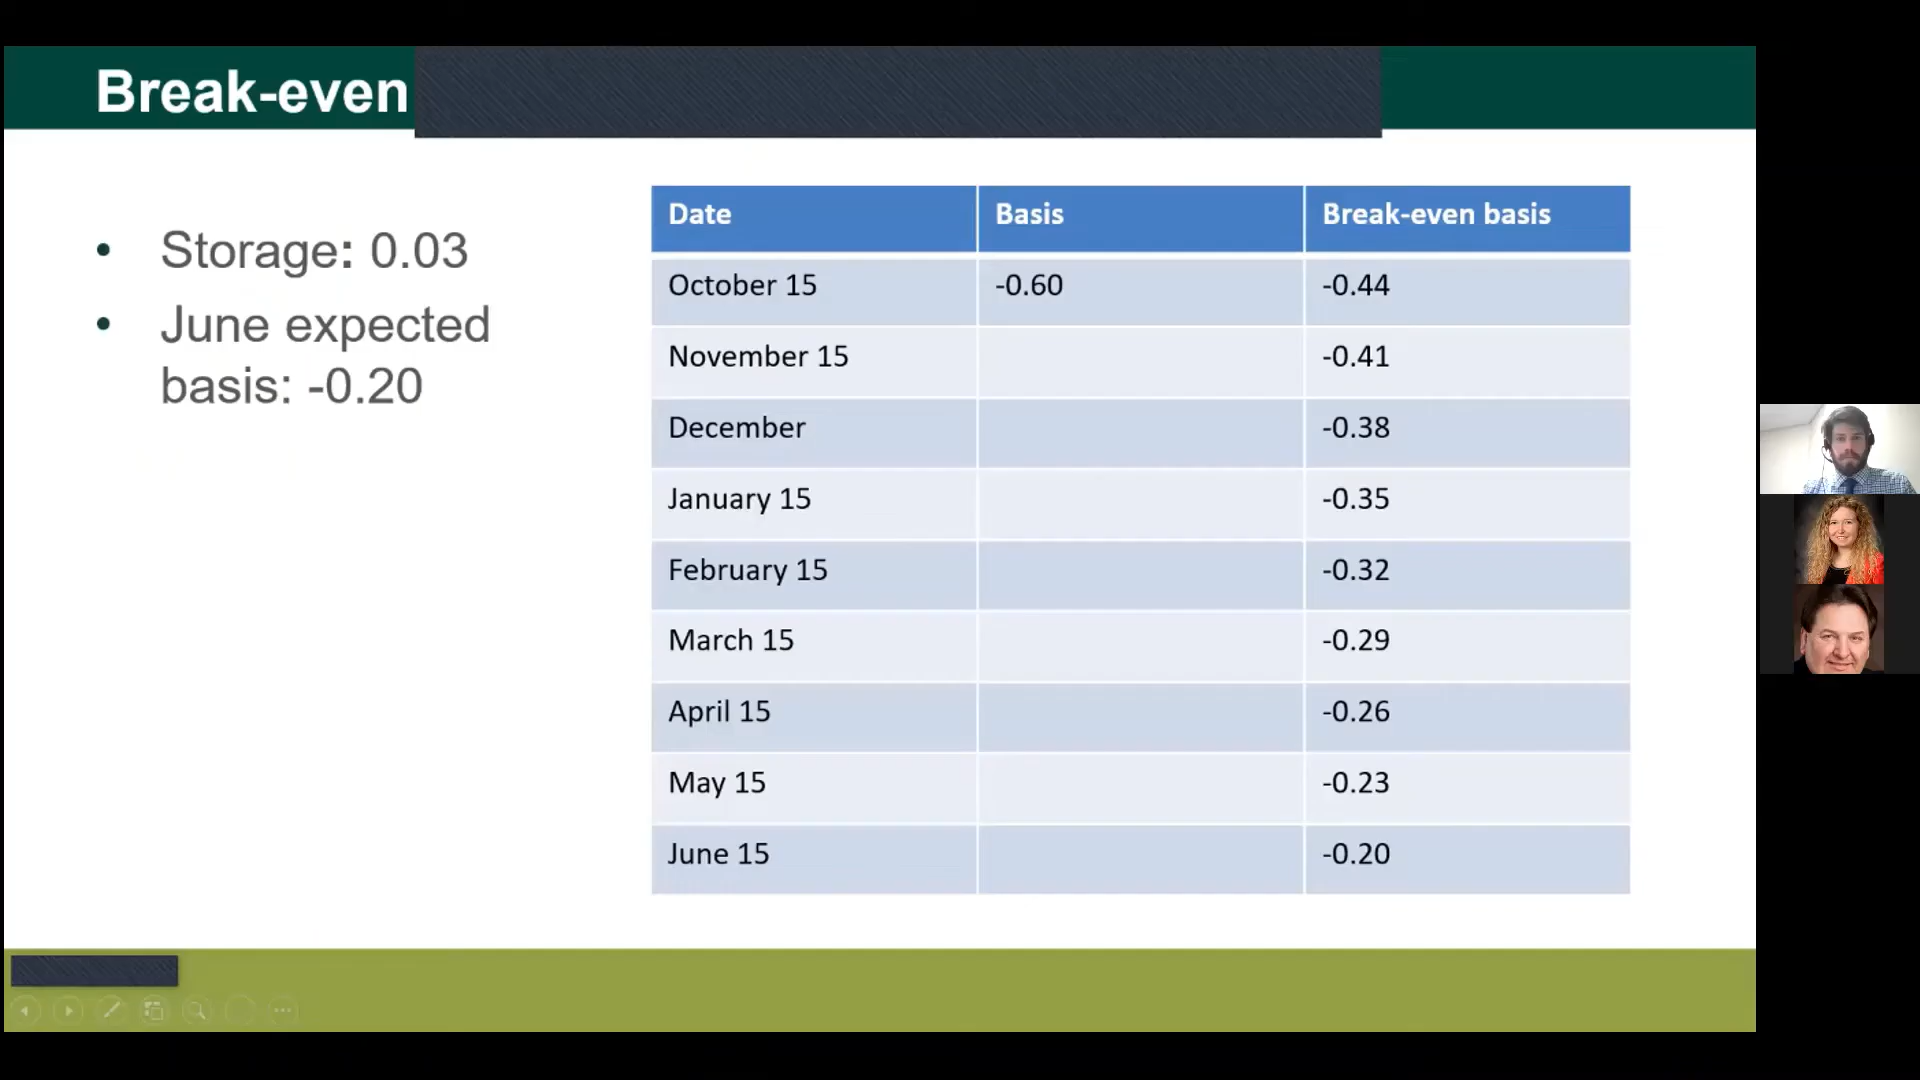 Break-even
Storage: 0.03
June expected
basis: -0.20
Date Basis Break-even basis
October 15 -0.60 -0.44
November 15 -0.41
December -0.38
January 15 -0.35
February 15 -0.32
March 15 -0.29
April 15 -0.26
May 15 -0.23
June 15 -0.20